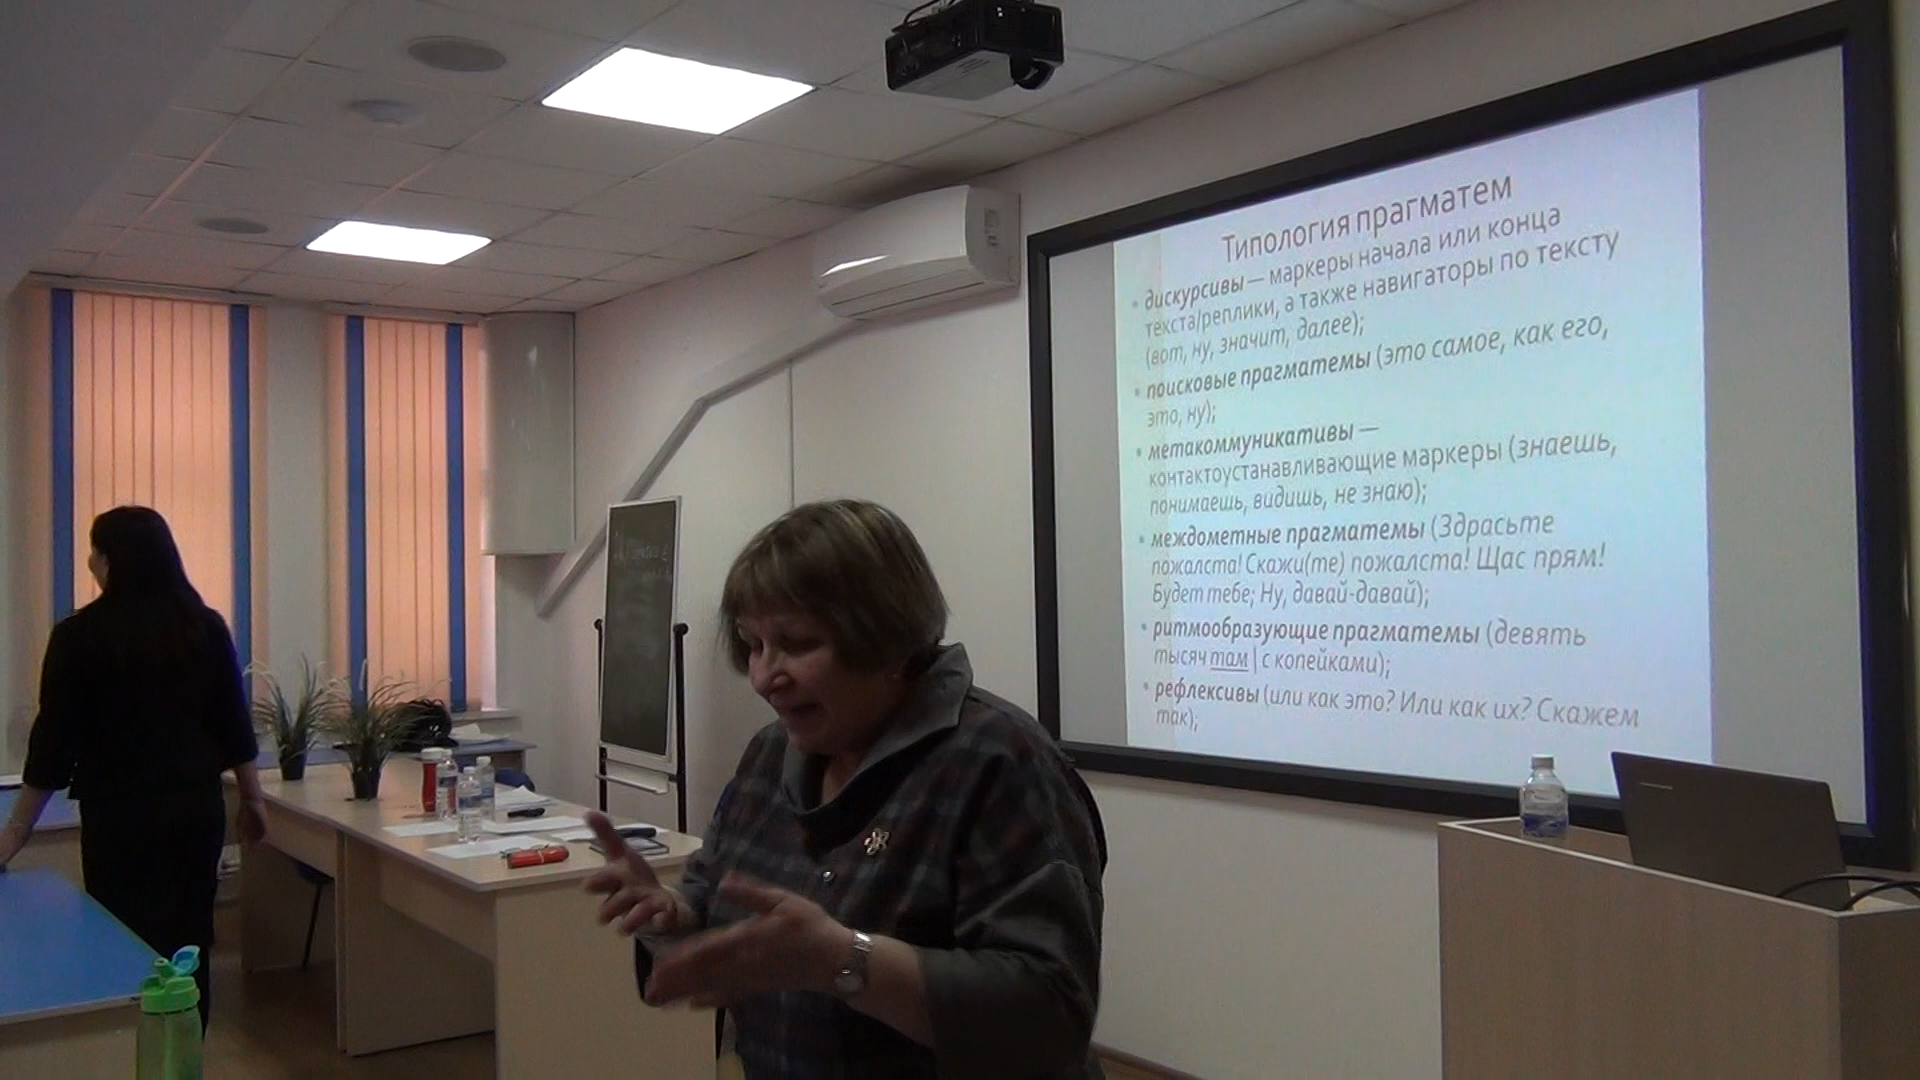 Типология прагматем
• дискурсивы — маркеры начала или конца
текста/реплики, а также навигаторы по тексту
(вот, ну, значит, далее);
• поисковые прагматемы (это самое, как его,
это, ну);
• метакоммуникативы —
контактоустанавливающие маркеры (знаешь,
понимаешь, видишь, не знаю);
• междометные прагматемы (Здрасьте
пожалста! Скажи(те) пожалста! Щас прям!
Будет тебе; Ну, давай-давай);
• ритмообразующие прагматемы (девять
тысяч там | с копейками);
• рефлексивы (или как это? Или как их? Скажем
так);